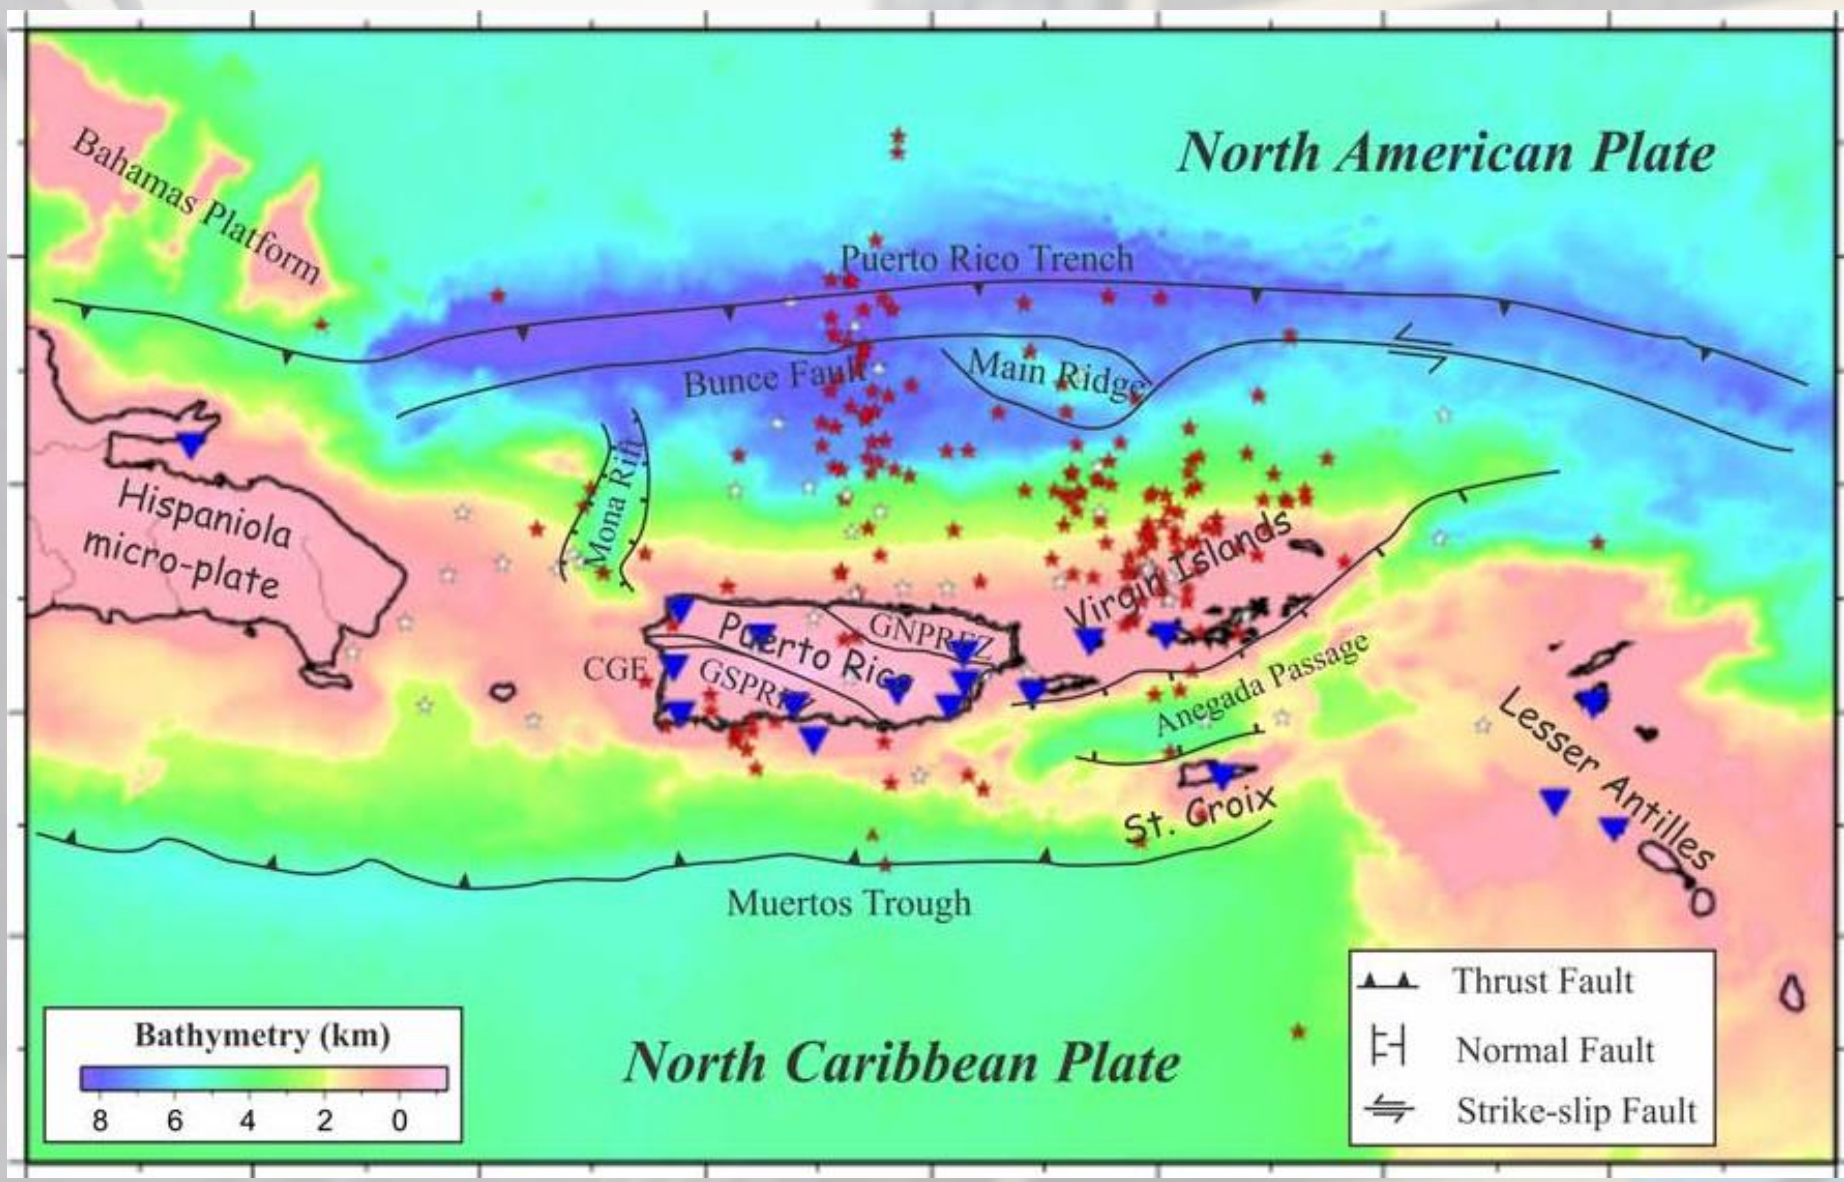 North American Plate
Bahamas Platform
Puerto Rico Trench
Bunce Fault
Main Ridge
Mona Rift
Hispaniola
micro-plate
Virgin Islands
Puerto Rico
GNPRFZ
CGF
GSPRFZ
Anegada Passage
Lesser Antilles
St. Croix
Muertos Trough
North Caribbean Plate
Bathymetry (km)
8 6 4 2 0
Thrust Fault
Normal Fault
Strike-slip Fault